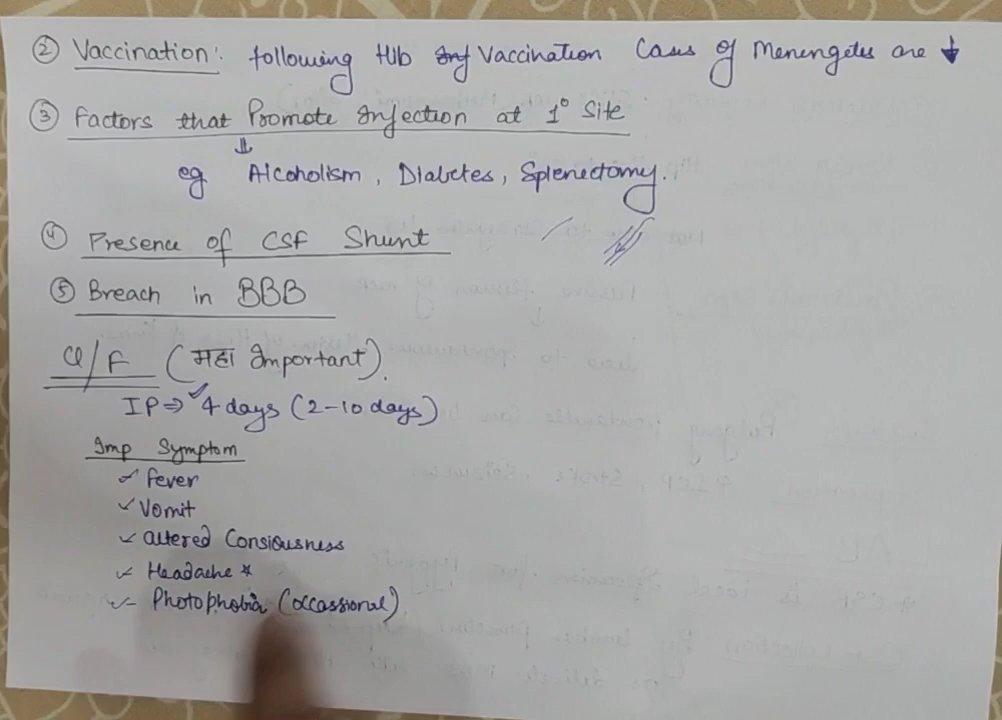 ② Vaccination: following HIb Vaccination Cases of Menengetes are ↓
③ Factors that Promote Infection at 1° Site
⇓
eg Alcoholism, Diabetes, Splenectomy.
④ Presence of CSF Shunt
⑤ Breach in BBB
Cl/F (महा Important).
IP ⇒ 4 days (2-10 days)
Imp Symptom
✓ Fever
✓ Vomit
✓ altered Consiousness
✓ Headache *
✓ Photophobia (occassional)